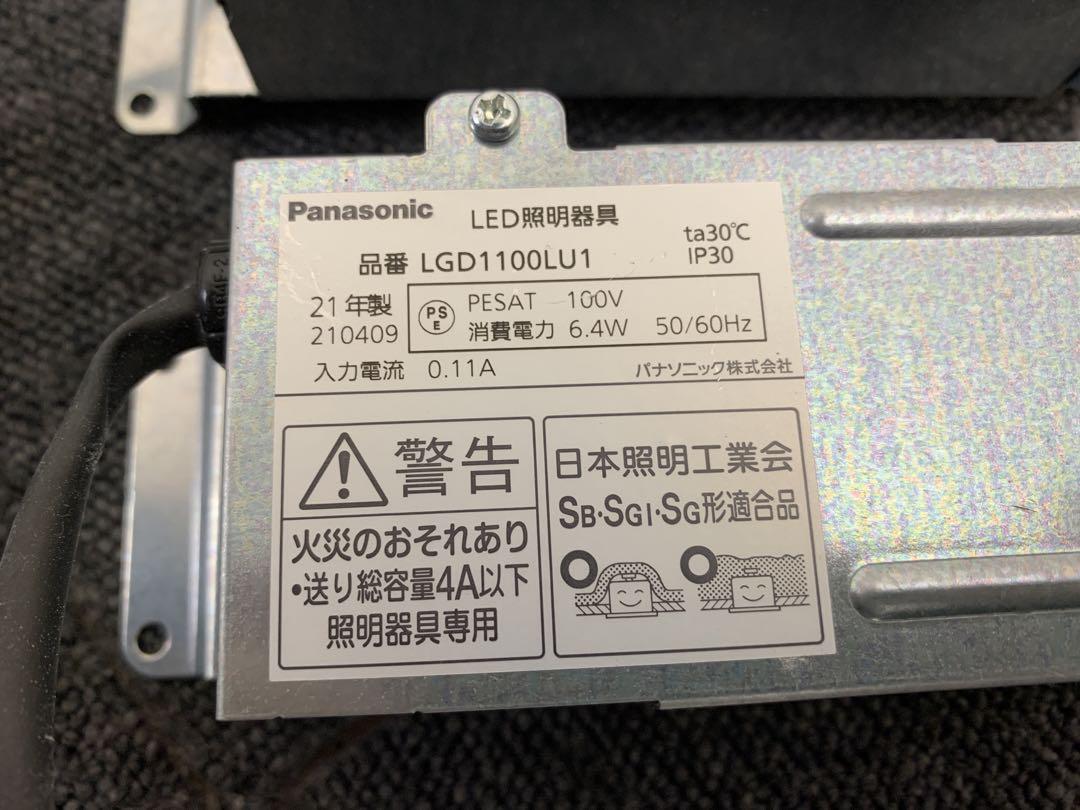 Panasonic LED照明器具
品番 LGD1100LU1
ta30℃
IP30
21年製
210409
PSE
PESAT 100V
消費電力 6.4W 50/60Hz
入力電流 0.11A
パナソニック株式会社
警告
火災のおそれあり
・送り総容量4A以下
照明器具専用
日本照明工業会
SB・SGI・SG形適合品